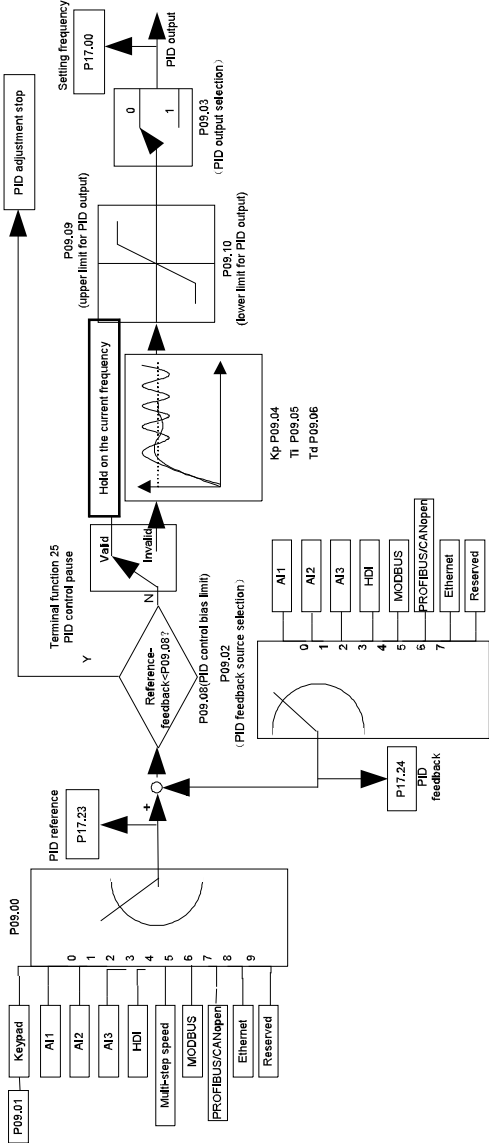 P09.01
Keypad
AI1
AI2
AI3
HDI
Multi-step speed
MODBUS
PROFIBUS/CANopen
Ethernet
Reserved
P09.00
0
1
2
3
4
5
6
7
8
9
PID reference
P17.23
+
Reference-
feedback<P09.08?
Y
N
P09.08(PID control bias limit)
Terminal function 25
PID control pause
Valid
Invalid
Hold on the current frequency
PID adjustment stop
Kp P09.04
Ti P09.05
Td P09.06
P09.09
(upper limit for PID output)
P09.10
(lower limit for PID output)
0
1
P09.03
(PID output selection)
Setting frequency
P17.00
PID output
P09.02
(PID feedback source selection)
0
1
2
3
4
5
6
7
AI1
AI2
AI3
HDI
MODBUS
PROFIBUS/CANopen
Ethernet
Reserved
P17.24
PID
feedback